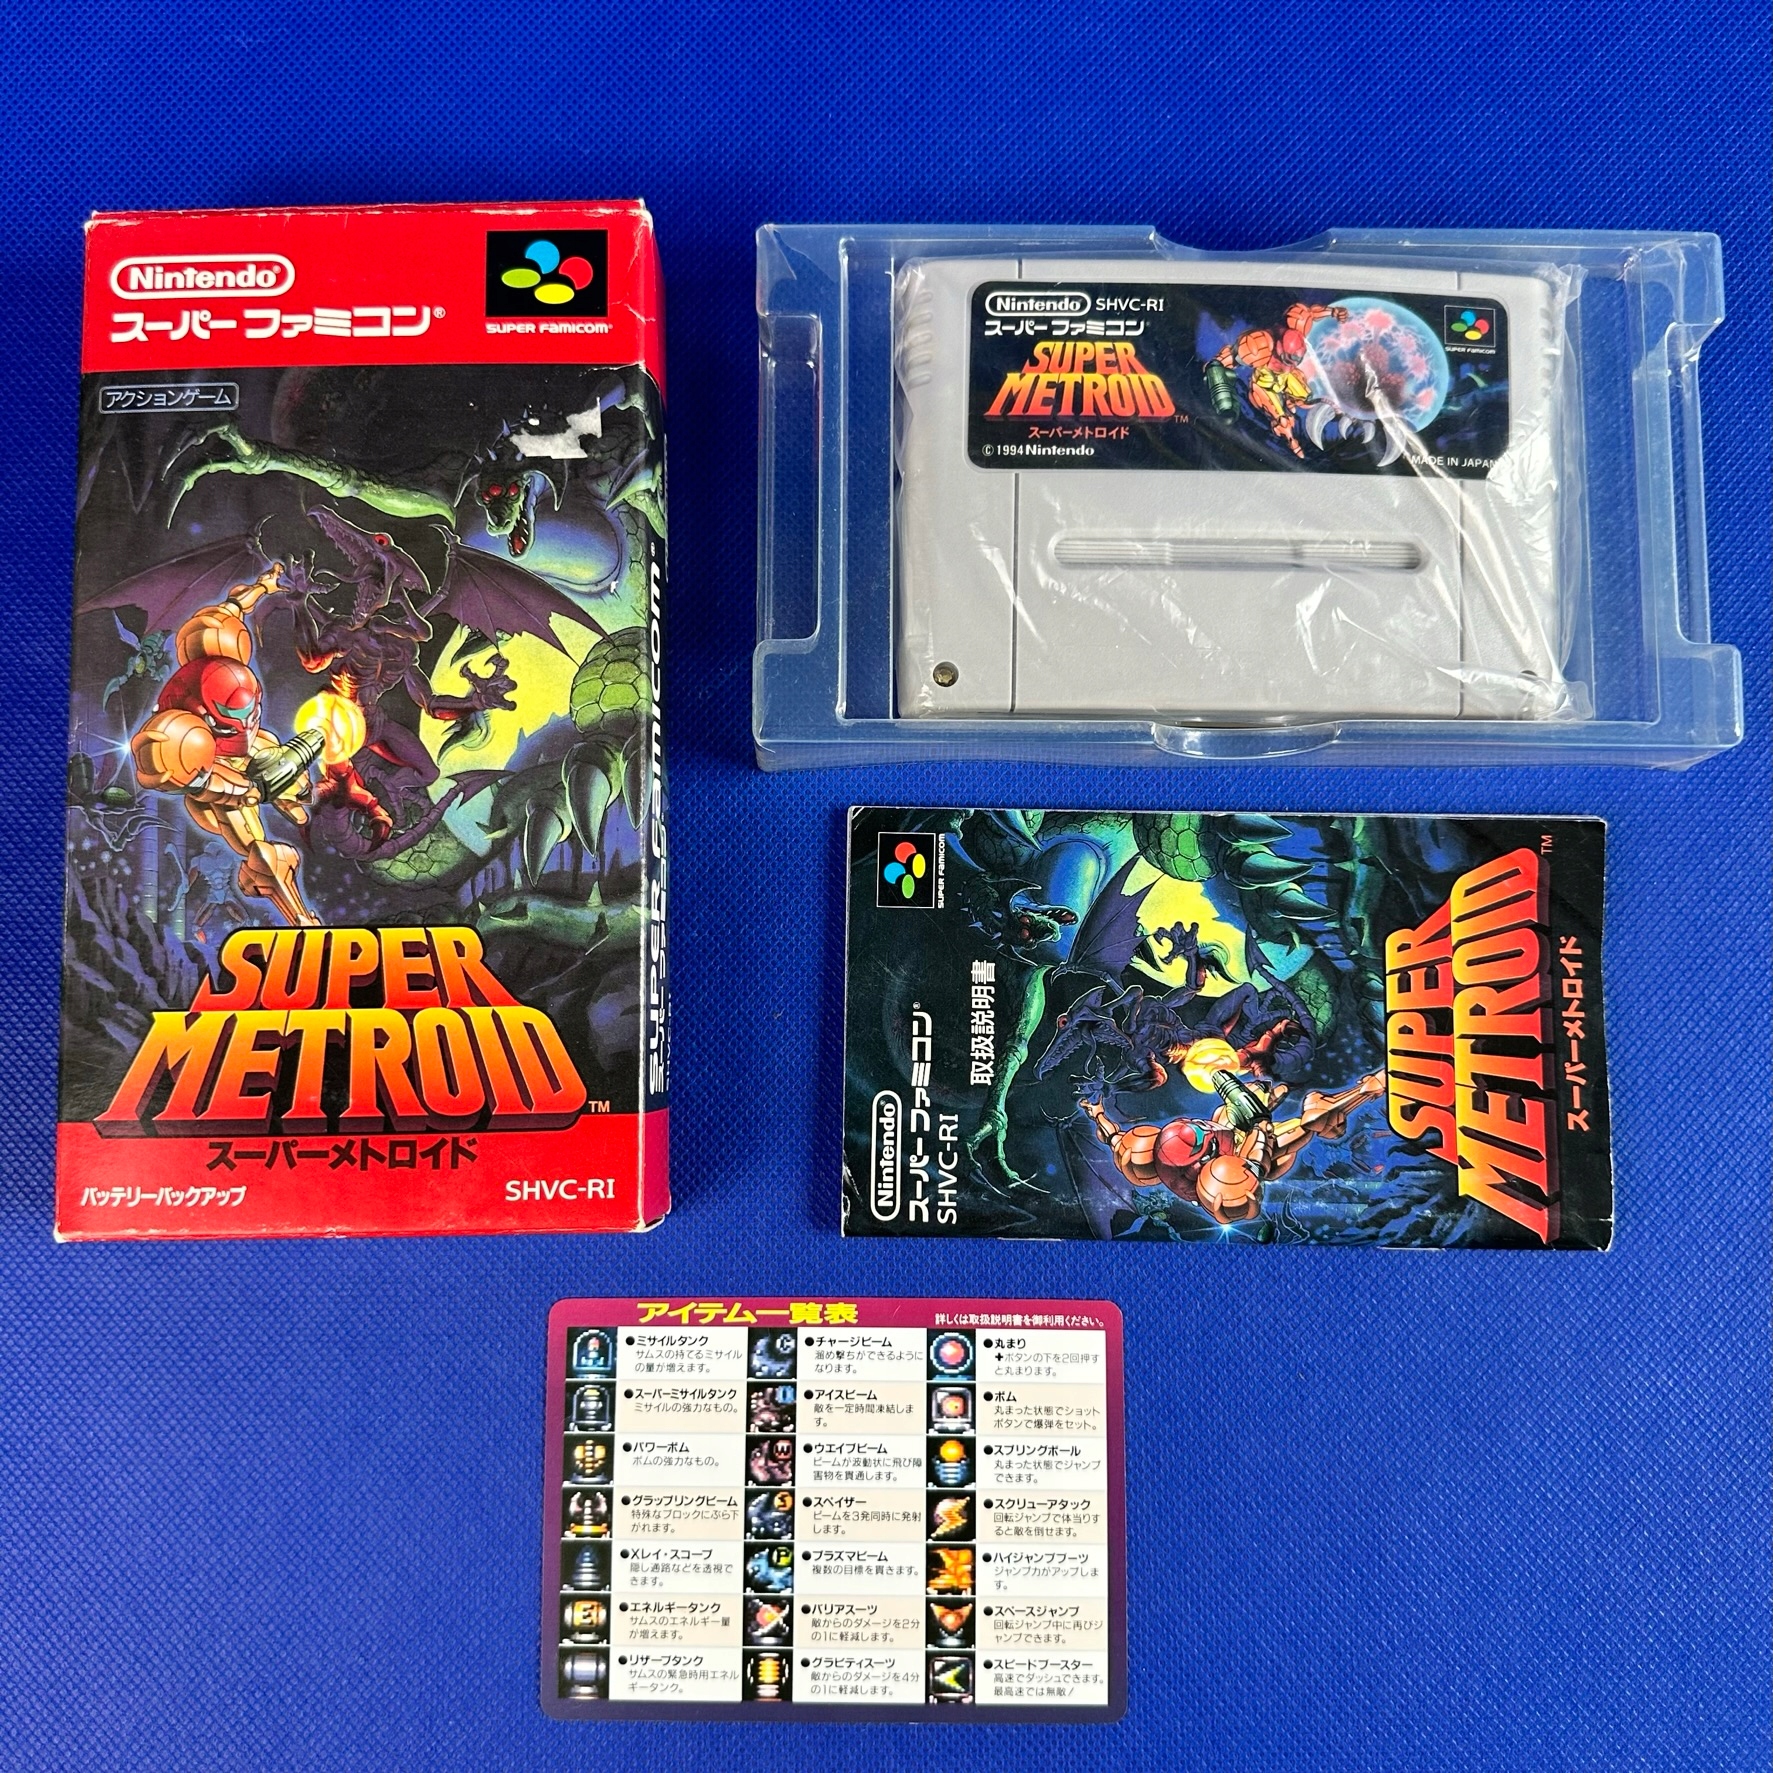 Nintendo®
スーパーファミコン®
SUPER FAMICOM®
アクションゲーム
SUPER FAMICOM®
SUPER
METROID™
スーパーメトロイド
バッテリーバックアップ
SHVC-RI
Nintendo® SHVC-RI
スーパーファミコン®
SUPER
METROID™
スーパーメトロイド
© 1994 Nintendo
SUPER FAMICOM
MADE IN JAPAN
SUPER FAMICOM
取扱説明書
Nintendo®
スーパーファミコン®
SHVC-RI
SUPER
METROID™
スーパーメトロイド
アイテム一覧表
詳しくは取扱説明書を御利用ください。
●ミサイルタンク
サムスの持てるミサイル
の量が増えます。
●スーパーミサイルタンク
ミサイルの強力なもの。
●パワーボム
ボムの強力なもの。
●グラップリングビーム
特殊なブロックにぶら下
がれます。
●Xレイ・スコープ
隠し通路などを透視で
きます。
●エネルギータンク
サムスのエネルギー量
が増えます。
●リザーブタンク
サムスの緊急時用エネル
ギータンク。
C
●チャージビーム
溜め撃ちができるように
なります。
I
●アイスビーム
敵を一定時間凍結しま
す。
W
●ウエイブビーム
ビームが波動状に飛び障
害物を貫通します。
S
●スペイザー
ビームを3発同時に発射
します。
P
●プラズマビーム
複数の目標を貫きます。
●バリアスーツ
敵からのダメージを2分
の1に軽減します。
●グラビティスーツ
敵からのダメージを4分
の1に軽減します。
●丸まり
✚ボタンの下を2回押す
と丸まります。
●ボム
丸まった状態でショット
ボタンで爆弾をセット。
●スプリングボール
丸まった状態でジャンプ
できます。
●スクリューアタック
回転ジャンプで体当りす
ると敵を倒せます。
●ハイジャンプブーツ
ジャンプ力がアップしま
す。
●スペースジャンプ
回転ジャンプ中に再びジ
ャンプできます。
●スピードブースター
高速でダッシュできます。
最高速では無敵！
E